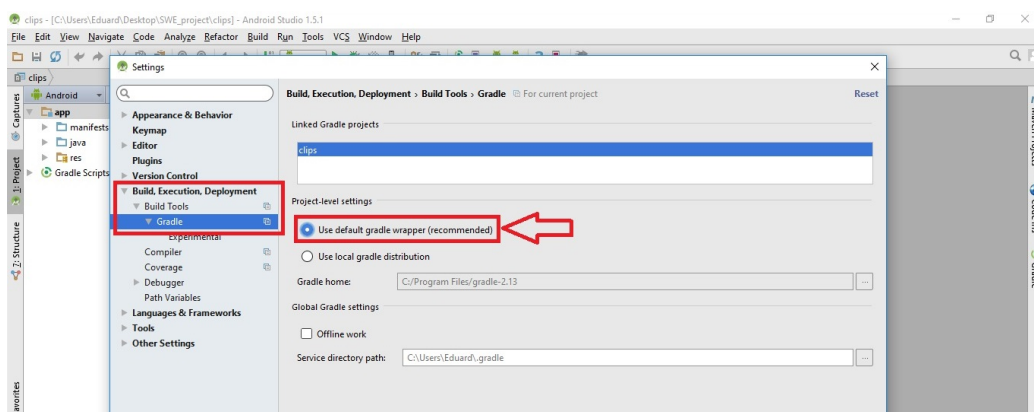 clips - [C:\Users\Eduard\Desktop\SWE_project\clips] - Android Studio 1.5.1
File Edit View Navigate Code Analyze Refactor Build Run Tools VCS Window Help
clips
Settings
Captures
1: Project
2: Structure
avorites
Android
app
manifests
java
res
Gradle Scripts
Appearance & Behavior
Keymap
Editor
Plugins
Version Control
Build, Execution, Deployment
Build Tools
Gradle
Experimental
Compiler
Coverage
Debugger
Path Variables
Languages & Frameworks
Tools
Other Settings
Build, Execution, Deployment › Build Tools › Gradle For current project Reset
Linked Gradle projects
clips
Project-level settings
Use default gradle wrapper (recommended)
Use local gradle distribution
Gradle home: C:/Program Files/gradle-2.13 ...
Global Gradle settings
Offline work
Service directory path: C:\Users\Eduard\.gradle ...